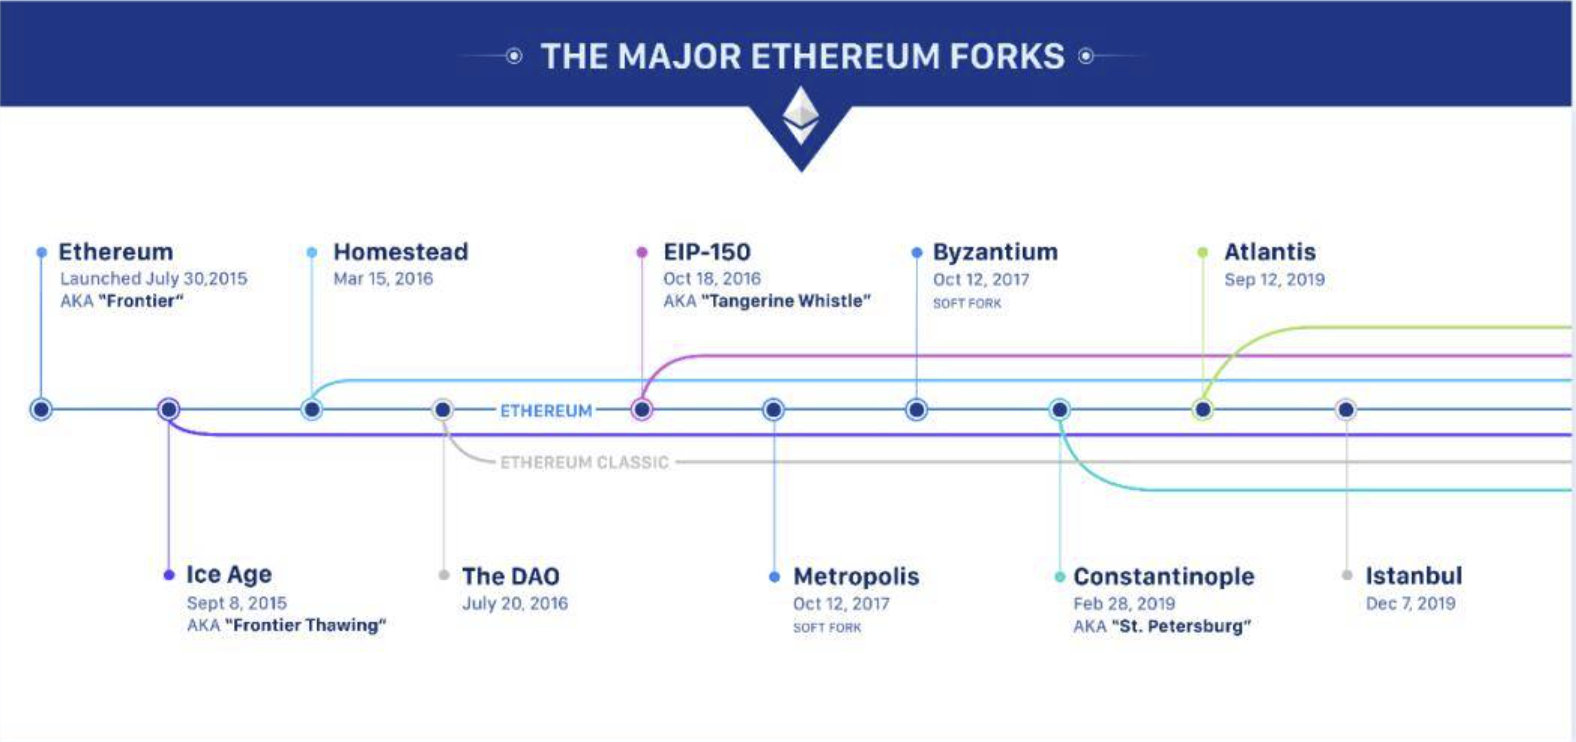 THE MAJOR ETHEREUM FORKS
Ethereum
Launched July 30,2015
AKA "Frontier"
Homestead
Mar 15, 2016
EIP-150
Oct 18, 2016
AKA "Tangerine Whistle"
Byzantium
Oct 12, 2017
SOFT FORK
Atlantis
Sep 12, 2019
ETHEREUM
ETHEREUM CLASSIC
Ice Age
Sept 8, 2015
AKA "Frontier Thawing"
The DAO
July 20, 2016
Metropolis
Oct 12, 2017
SOFT FORK
Constantinople
Feb 28, 2019
AKA "St. Petersburg"
Istanbul
Dec 7, 2019